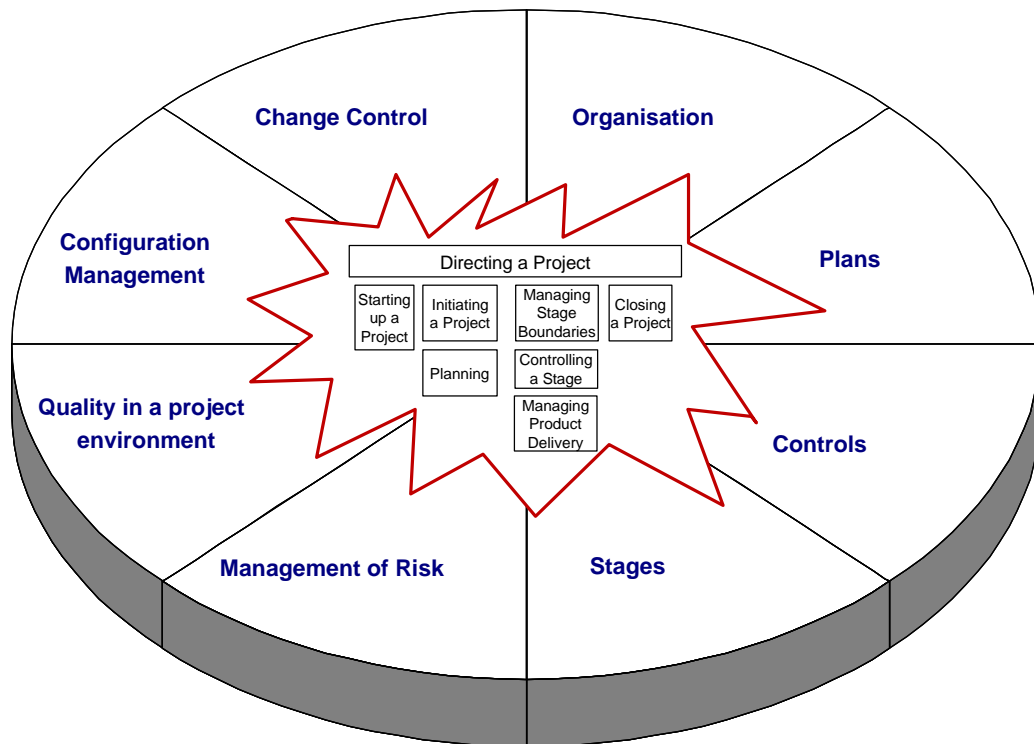 Change Control
Organisation
Configuration
Management
Plans
Directing a Project
Starting
up a
Project
Initiating
a Project
Managing
Stage
Boundaries
Closing
a Project
Planning
Controlling
a Stage
Managing
Product
Delivery
Quality in a project
environment
Controls
Management of Risk
Stages